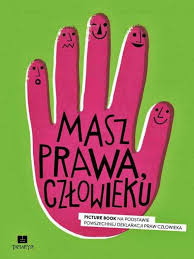 MASZ
PRAWA,
CZŁOWIEKU
PICTURE BOOK NA PODSTAWIE
POWSZECHNEJ DEKLARACJI PRAW CZŁOWIEKA